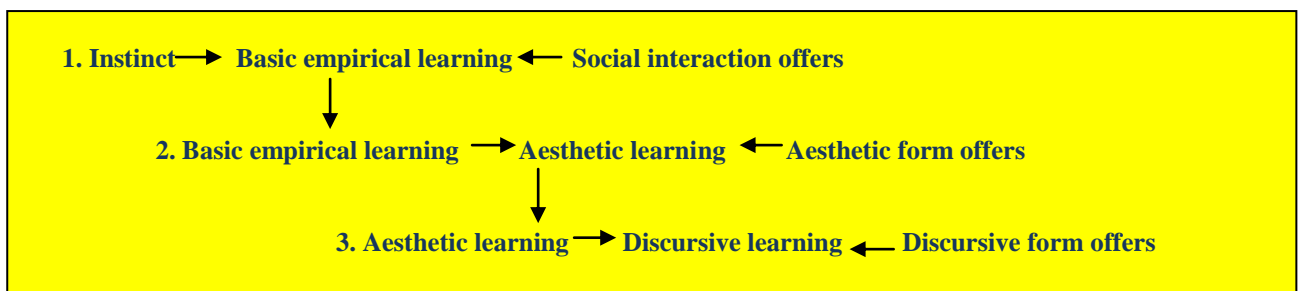 1. Instinct Basic empirical learning Social interaction offers
2. Basic empirical learning Aesthetic learning Aesthetic form offers
3. Aesthetic learning Discursive learning Discursive form offers